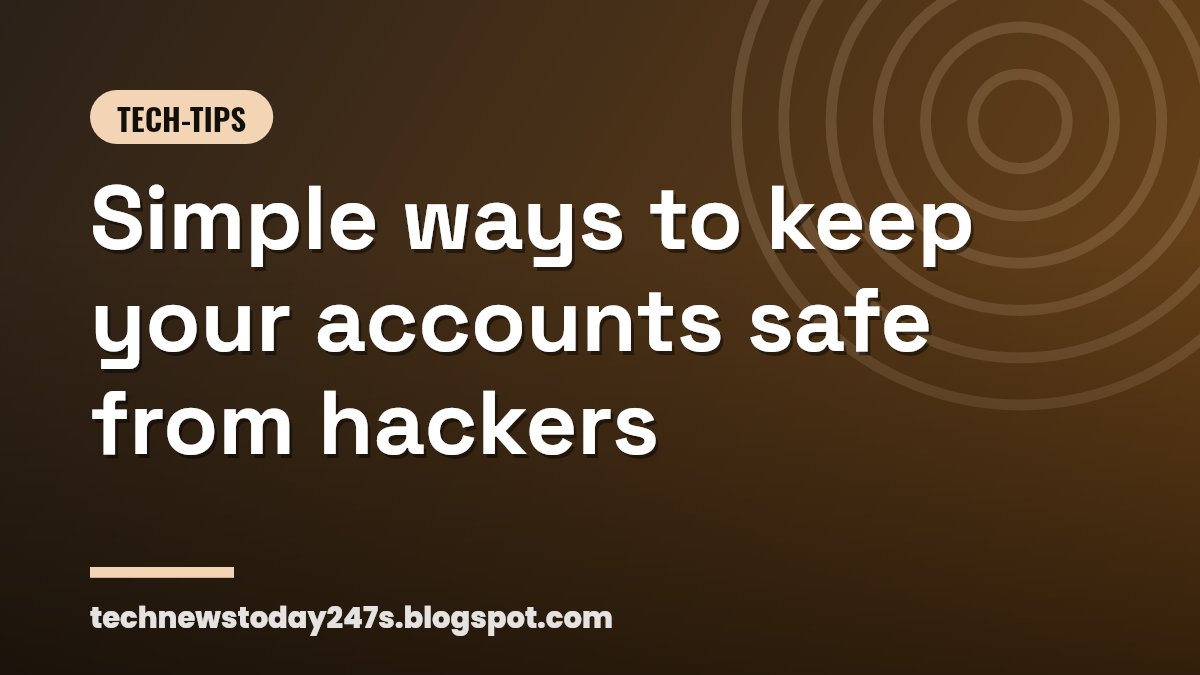 TECH-TIPS
Simple ways to keep
your accounts safe
from hackers
technewstoday247s.blogspot.com